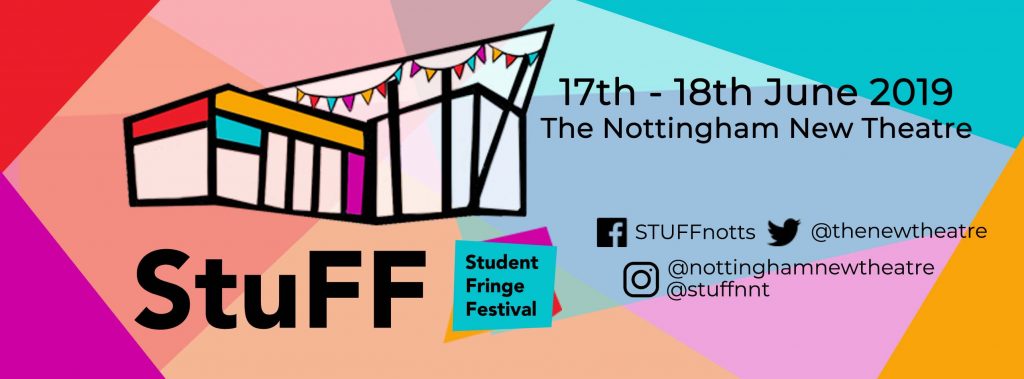 17th - 18th June 2019
The Nottingham New Theatre
STUFFnotts @thenewtheatre
@nottinghamnewtheatre
@stuffnnt
StuFF
Student
Fringe
Festival